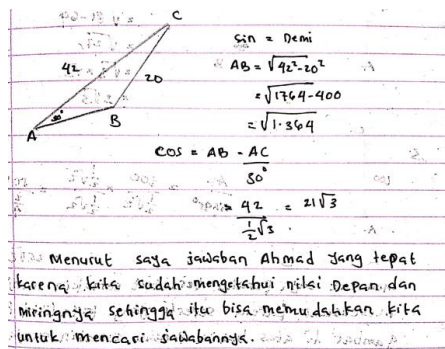 C
sin = Demi
42
20
AB = √42²-20²
= √1764-400
= √1.364
30°
A
B
cos = AB = AC
30°
= 42 = 21√3
½√3
Menurut saya jawaban Ahmad yang tepat
karena kita sudah mengetahui nilai Depan dan
miringnya sehingga itu bisa memudahkan kita
untuk mencari jawabannya.